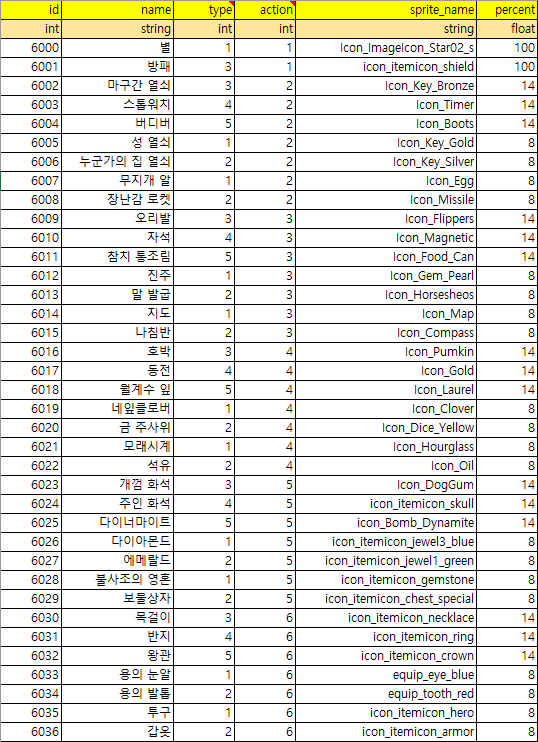 id name type action sprite_name percent
int string int int string float
6000 별 1 1 Icon_ImageIcon_Star02_s 100
6001 방패 3 1 icon_itemicon_shield 100
6002 마구간 열쇠 3 2 Icon_Key_Bronze 14
6003 스톱워치 4 2 Icon_Timer 14
6004 버디버 5 2 Icon_Boots 14
6005 성 열쇠 1 2 Icon_Key_Gold 8
6006 누군가의 집 열쇠 2 2 Icon_Key_Silver 8
6007 무지개 알 1 2 Icon_Egg 8
6008 장난감 로켓 2 2 Icon_Missile 8
6009 오리발 3 3 Icon_Flippers 14
6010 자석 4 3 Icon_Magnetic 14
6011 참치 통조림 5 3 Icon_Food_Can 14
6012 진주 1 3 Icon_Gem_Pearl 8
6013 말 발굽 2 3 Icon_Horsesheos 8
6014 지도 1 3 Icon_Map 8
6015 나침반 2 3 Icon_Compass 8
6016 호박 3 4 Icon_Pumkin 14
6017 동전 4 4 Icon_Gold 14
6018 월계수 잎 5 4 Icon_Laurel 14
6019 네잎클로버 1 4 Icon_Clover 8
6020 금 주사위 2 4 Icon_Dice_Yellow 8
6021 모래시계 1 4 Icon_Hourglass 8
6022 석유 2 4 Icon_Oil 8
6023 개껌 화석 3 5 Icon_DogGum 14
6024 주인 화석 4 5 icon_itemicon_skull 14
6025 다이너마이트 5 5 icon_Bomb_Dynamite 14
6026 다이아몬드 1 5 icon_itemicon_jewel3_blue 8
6027 에메랄드 2 5 icon_itemicon_jewel1_green 8
6028 불사조의 영혼 1 5 icon_itemicon_gemstone 8
6029 보물상자 2 5 icon_itemicon_chest_special 8
6030 목걸이 3 6 icon_itemicon_necklace 14
6031 반지 4 6 icon_itemicon_ring 14
6032 왕관 5 6 icon_itemicon_crown 14
6033 용의 눈알 1 6 equip_eye_blue 8
6034 용의 발톱 2 6 equip_tooth_red 8
6035 투구 1 6 icon_itemicon_hero 8
6036 갑옷 2 6 icon_itemicon_armor 8